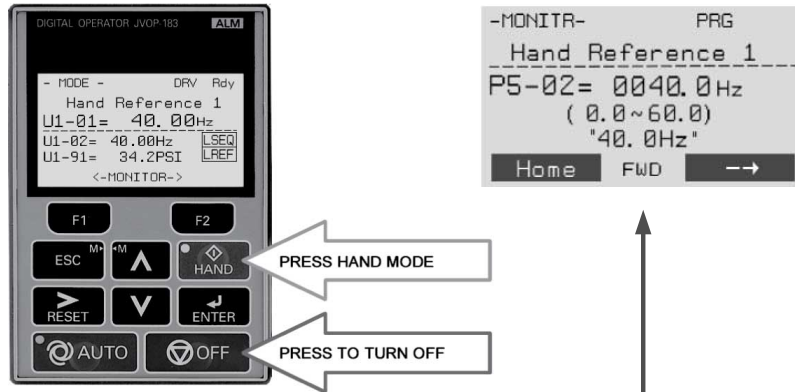 DIGITAL OPERATOR JVOP-183 ALM
- MODE - DRV Rdy
Hand Reference 1
U1-01= 40.00Hz
U1-02= 40.00Hz LSEQ
U1-91= 34.2PSI LREF
<-MONITOR->
F1 F2
ESC M M HAND
RESET ENTER
AUTO OFF
PRESS HAND MODE
PRESS TO TURN OFF
-MONITR- PRG
Hand Reference 1
P5-02= 0040.0Hz
(0.0~60.0)
"40.0Hz"
Home FWD →